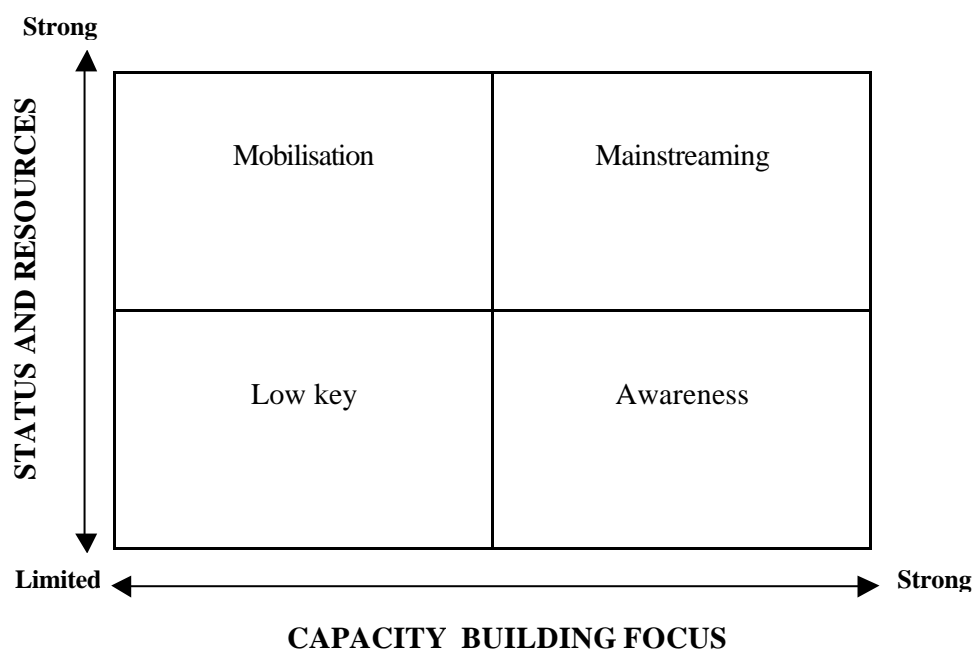 Strong
STATUS AND RESOURCES
Mobilisation
Mainstreaming
Low key
Awareness
Limited
Strong
CAPACITY BUILDING FOCUS